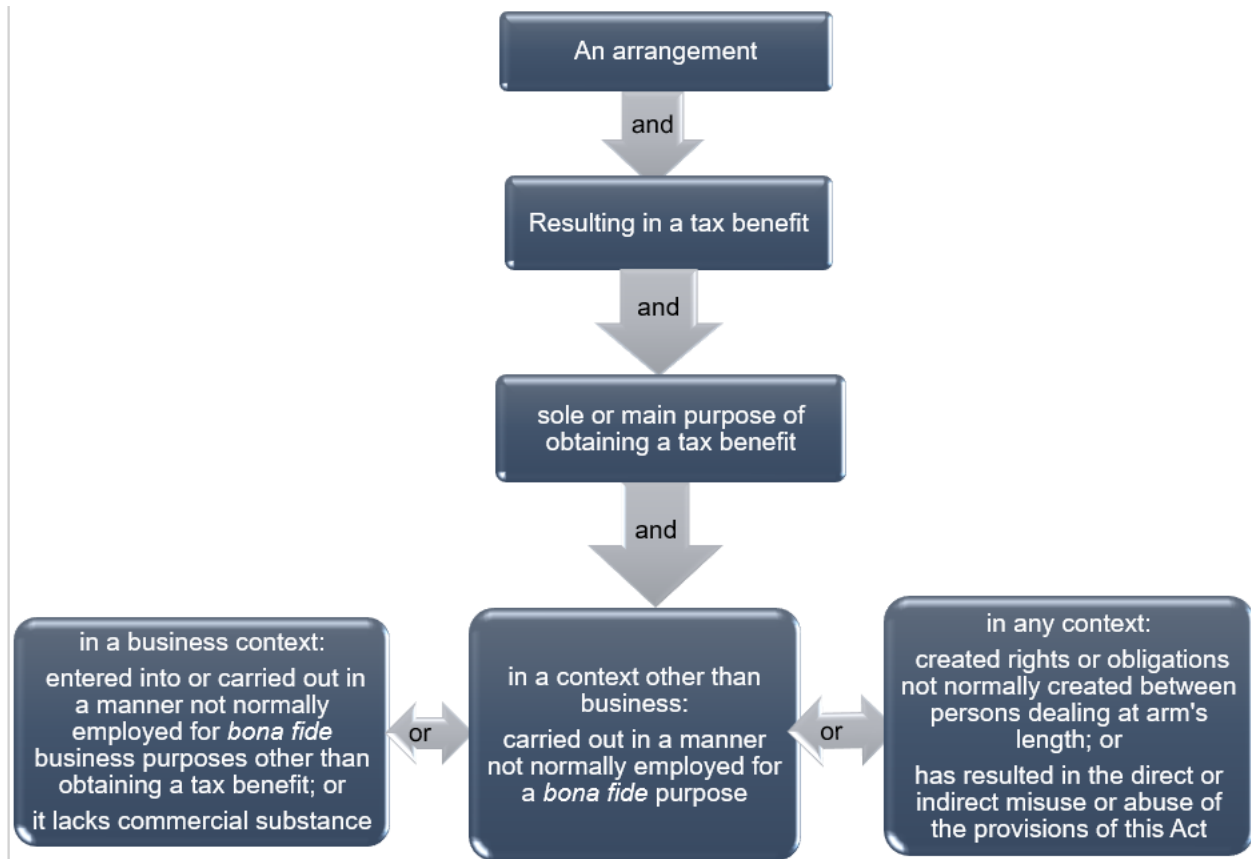 An arrangement
and
Resulting in a tax benefit
and
sole or main purpose of
obtaining a tax benefit
and
in a business context:
entered into or carried out in
a manner not normally
employed for bona fide
business purposes other than
obtaining a tax benefit; or
it lacks commercial substance
or
in a context other than
business:
carried out in a manner
not normally employed for
a bona fide purpose
or
in any context:
created rights or obligations
not normally created between
persons dealing at arm's
length; or
has resulted in the direct or
indirect misuse or abuse of
the provisions of this Act